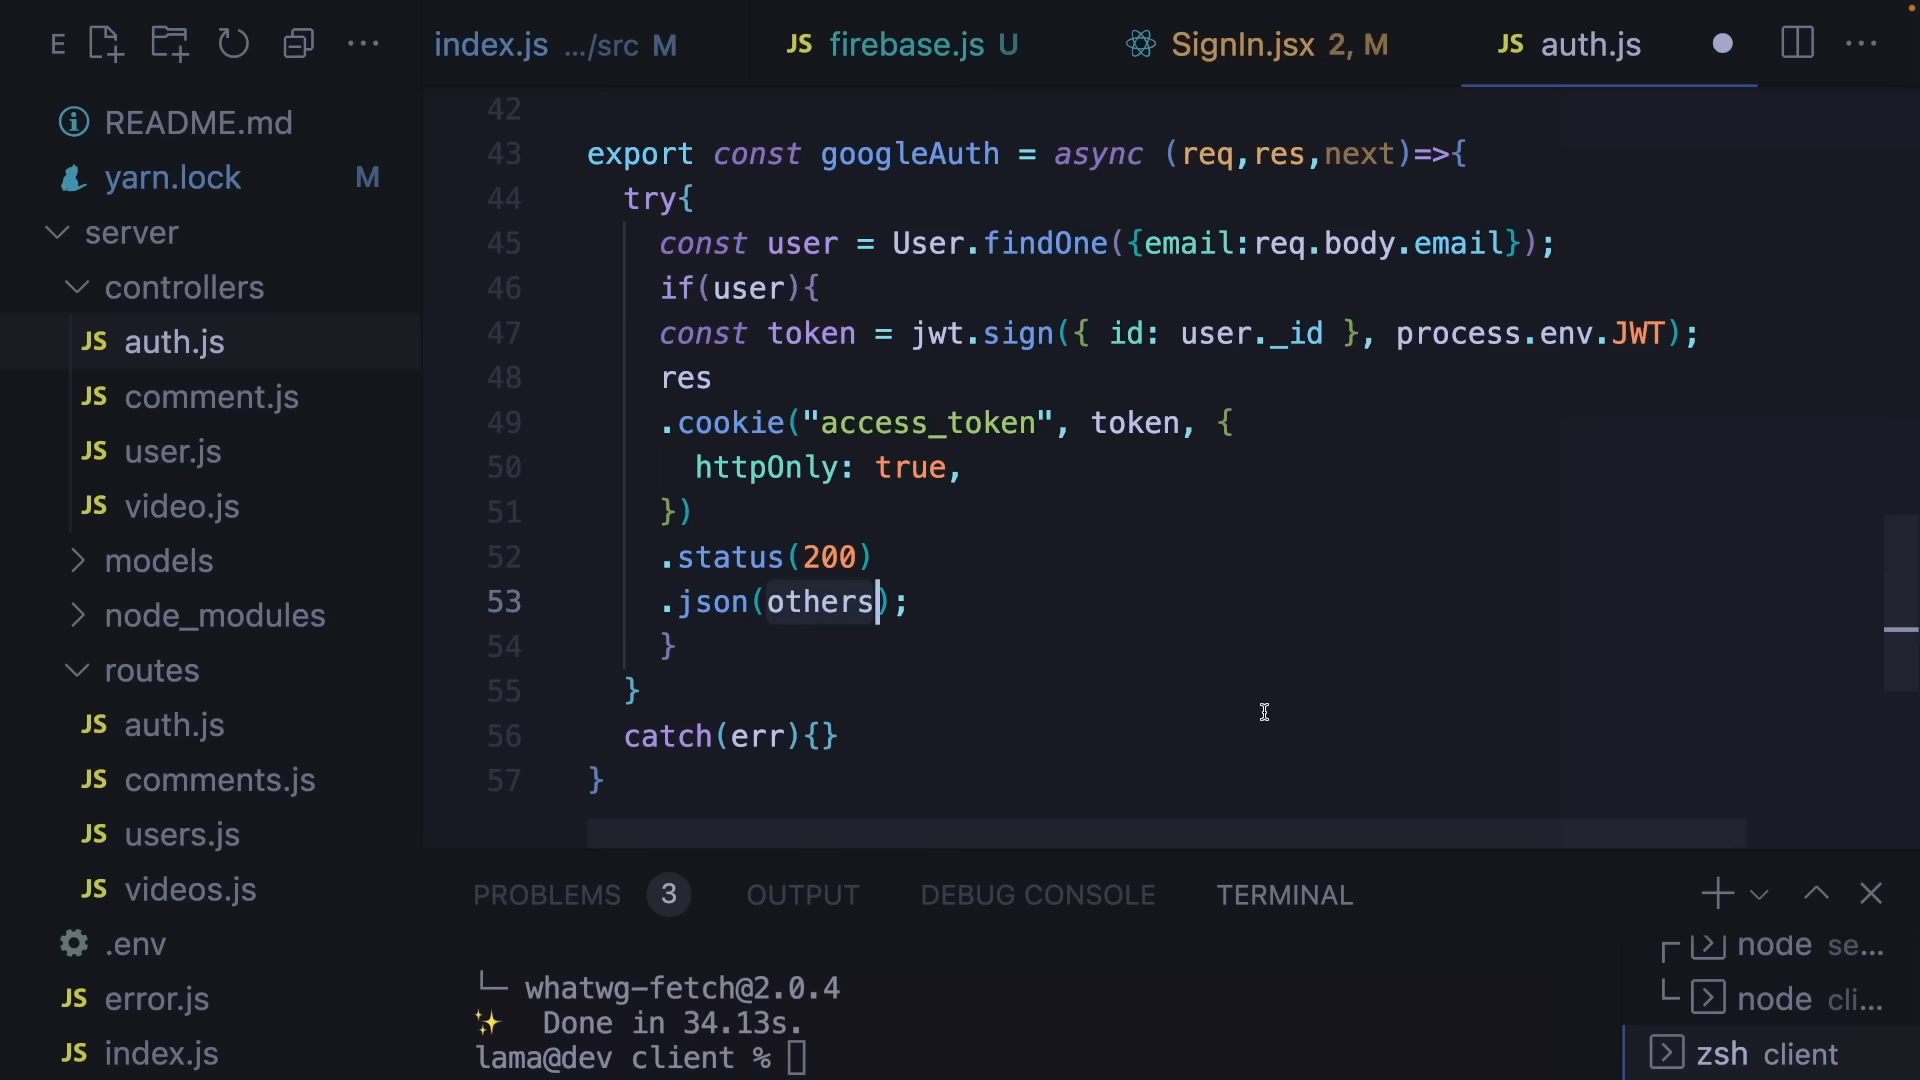 E
index.js .../src M
JS firebase.js U
SignIn.jsx 2, M
JS auth.js
README.md
yarn.lock M
server
controllers
JS auth.js
JS comment.js
JS user.js
JS video.js
models
node_modules
routes
JS auth.js
JS comments.js
JS users.js
JS videos.js
.env
JS error.js
JS index.js
42
43 export const googleAuth = async (req,res,next)=>{
44 try{
45 const user = User.findOne({email:req.body.email});
46 if(user){
47 const token = jwt.sign({ id: user._id }, process.env.JWT);
48 res
49 .cookie("access_token", token, {
50 httpOnly: true,
51 })
52 .status(200)
53 .json(others);
54 }
55 }
56 catch(err){}
57 }
PROBLEMS 3 OUTPUT DEBUG CONSOLE TERMINAL
└─ whatwg-fetch@2.0.4
✨ Done in 34.13s.
lama@dev client %
node se...
node cli...
zsh client